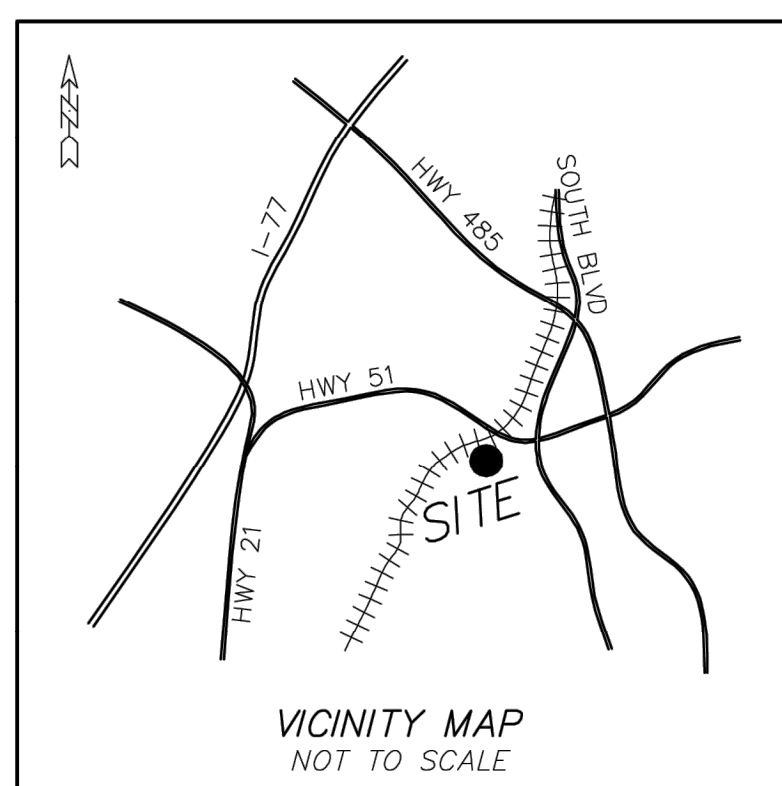 N
I-77
HWY 485
SOUTH BLVD
HWY 51
SITE
HWY 21
VICINITY MAP
NOT TO SCALE